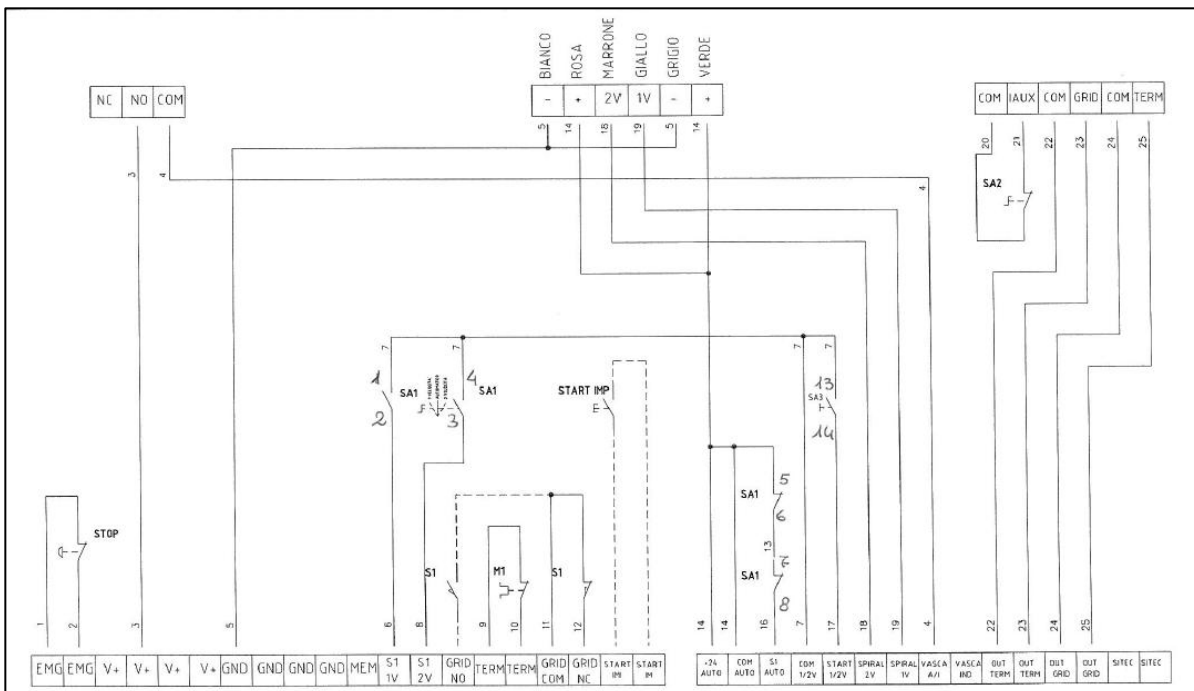 BIANCO ROSA MARRONE GIALLO GRIGIO VERDE
NC NO COM
- + 2V 1V - +
COM IAUX COM GRID COM TERM
5 14 18 19 5 14
20 21 22 23 24 25
3 4
4
SA2
7 7 7 7
1 SA1 4 SA1
2 3
START IMP
13
SA3
14
5
SA1
6
STOP
13
S1 M1 S1
SA1
8
1 2 3 5 6 8 9 10 11 12
14 14 16 7 17 18 19 4 22 23 24 25
EMG EMG V+ V+ V+ V+ GND GND GND GND MEM S1 1V S1 2V GRID NO TERM TERM GRID COM GRID NC START IMI START IM
+24 AUTO COM AUTO S1 AUTO COM 1/2V START 1/2V SPIRAL 2V SPIRAL 1V VASCA A/I VASCA IND OUT TERM OUT TERM OUT GRID OUT GRID SITEC SITEC